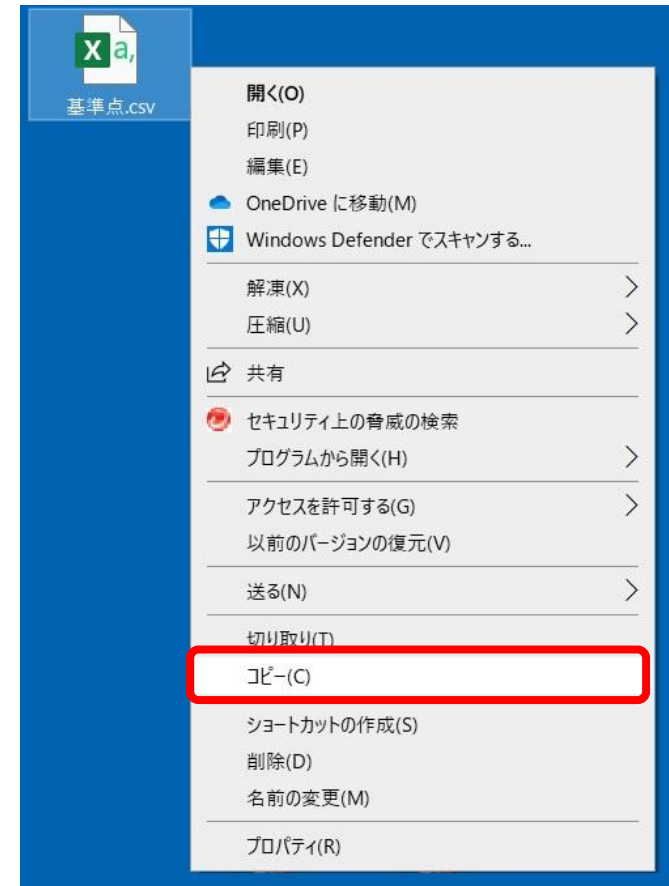 基準点.csv
開く(O)
印刷(P)
編集(E)
OneDrive に移動(M)
Windows Defender でスキャンする...
解凍(X)
圧縮(U)
共有
セキュリティ上の脅威の検索
プログラムから開く(H)
アクセスを許可する(G)
以前のバージョンの復元(V)
送る(N)
切り取り(T)
コピー(C)
ショートカットの作成(S)
削除(D)
名前の変更(M)
プロパティ(R)